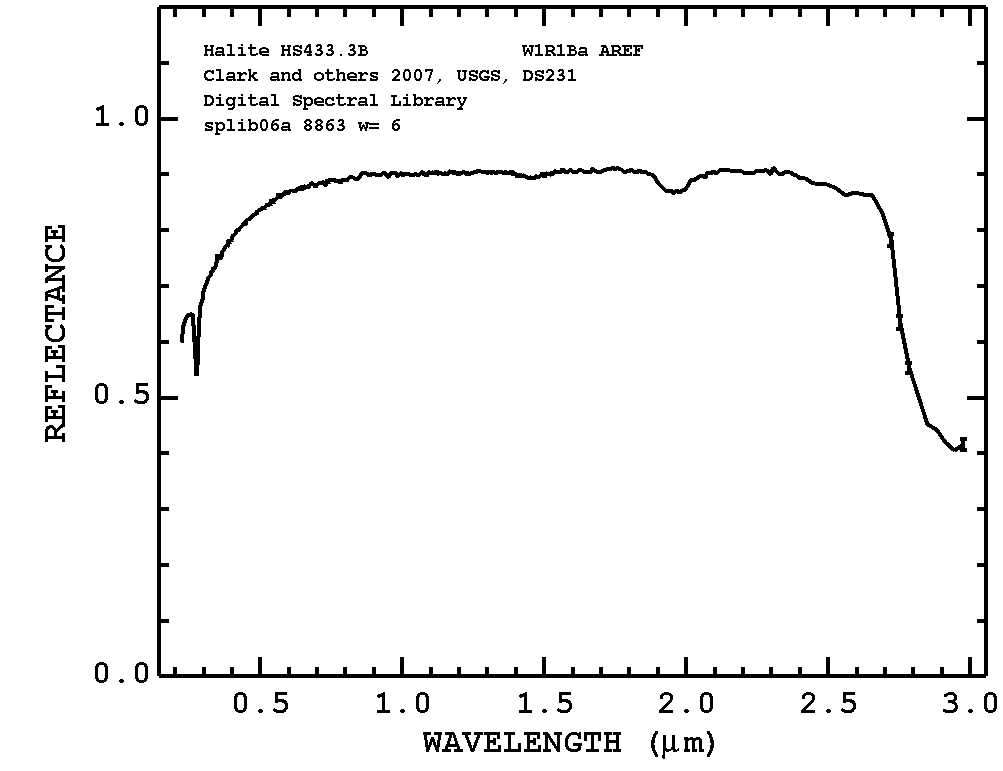 Halite HS433.3B W1R1Ba AREF
Clark and others 2007, USGS, DS231
Digital Spectral Library
splib06a 8863 w= 6
1.0
0.5
0.0
REFLECTANCE
0.5 1.0 1.5 2.0 2.5 3.0
WAVELENGTH (μm)